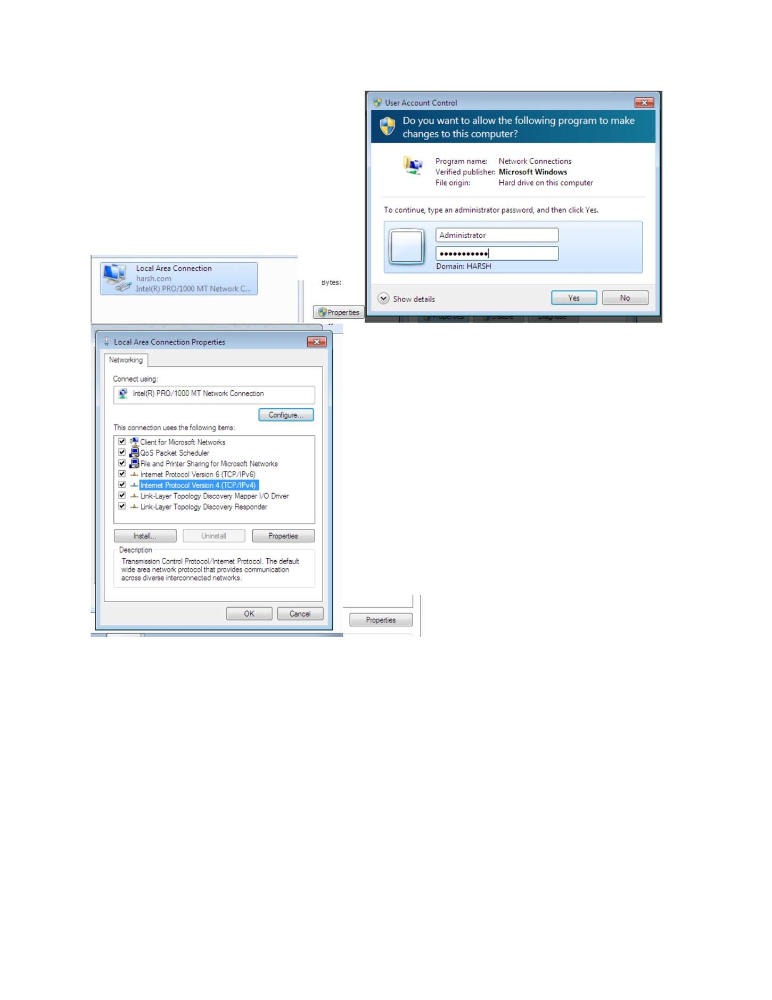 User Account Control
Do you want to allow the following program to make
changes to this computer?
Program name: Network Connections
Verified publisher: Microsoft Windows
File origin: Hard drive on this computer
To continue, type an administrator password, and then click Yes.
Administrator
●●●●●●●●●●●
Domain: HARSH
Show details
Yes
No
Local Area Connection
harsh.com
Intel(R) PRO/1000 MT Network C...
Bytes:
Properties
Properties
Disable
Diagnose
Local Area Connection Properties
Networking
Connect using:
Intel(R) PRO/1000 MT Network Connection
Configure...
This connection uses the following items:
Client for Microsoft Networks
QoS Packet Scheduler
File and Printer Sharing for Microsoft Networks
Internet Protocol Version 6 (TCP/IPv6)
Internet Protocol Version 4 (TCP/IPv4)
Link-Layer Topology Discovery Mapper I/O Driver
Link-Layer Topology Discovery Responder
Install...
Uninstall
Properties
Description
Transmission Control Protocol/Internet Protocol. The default
wide area network protocol that provides communication
across diverse interconnected networks.
OK
Cancel
Properties